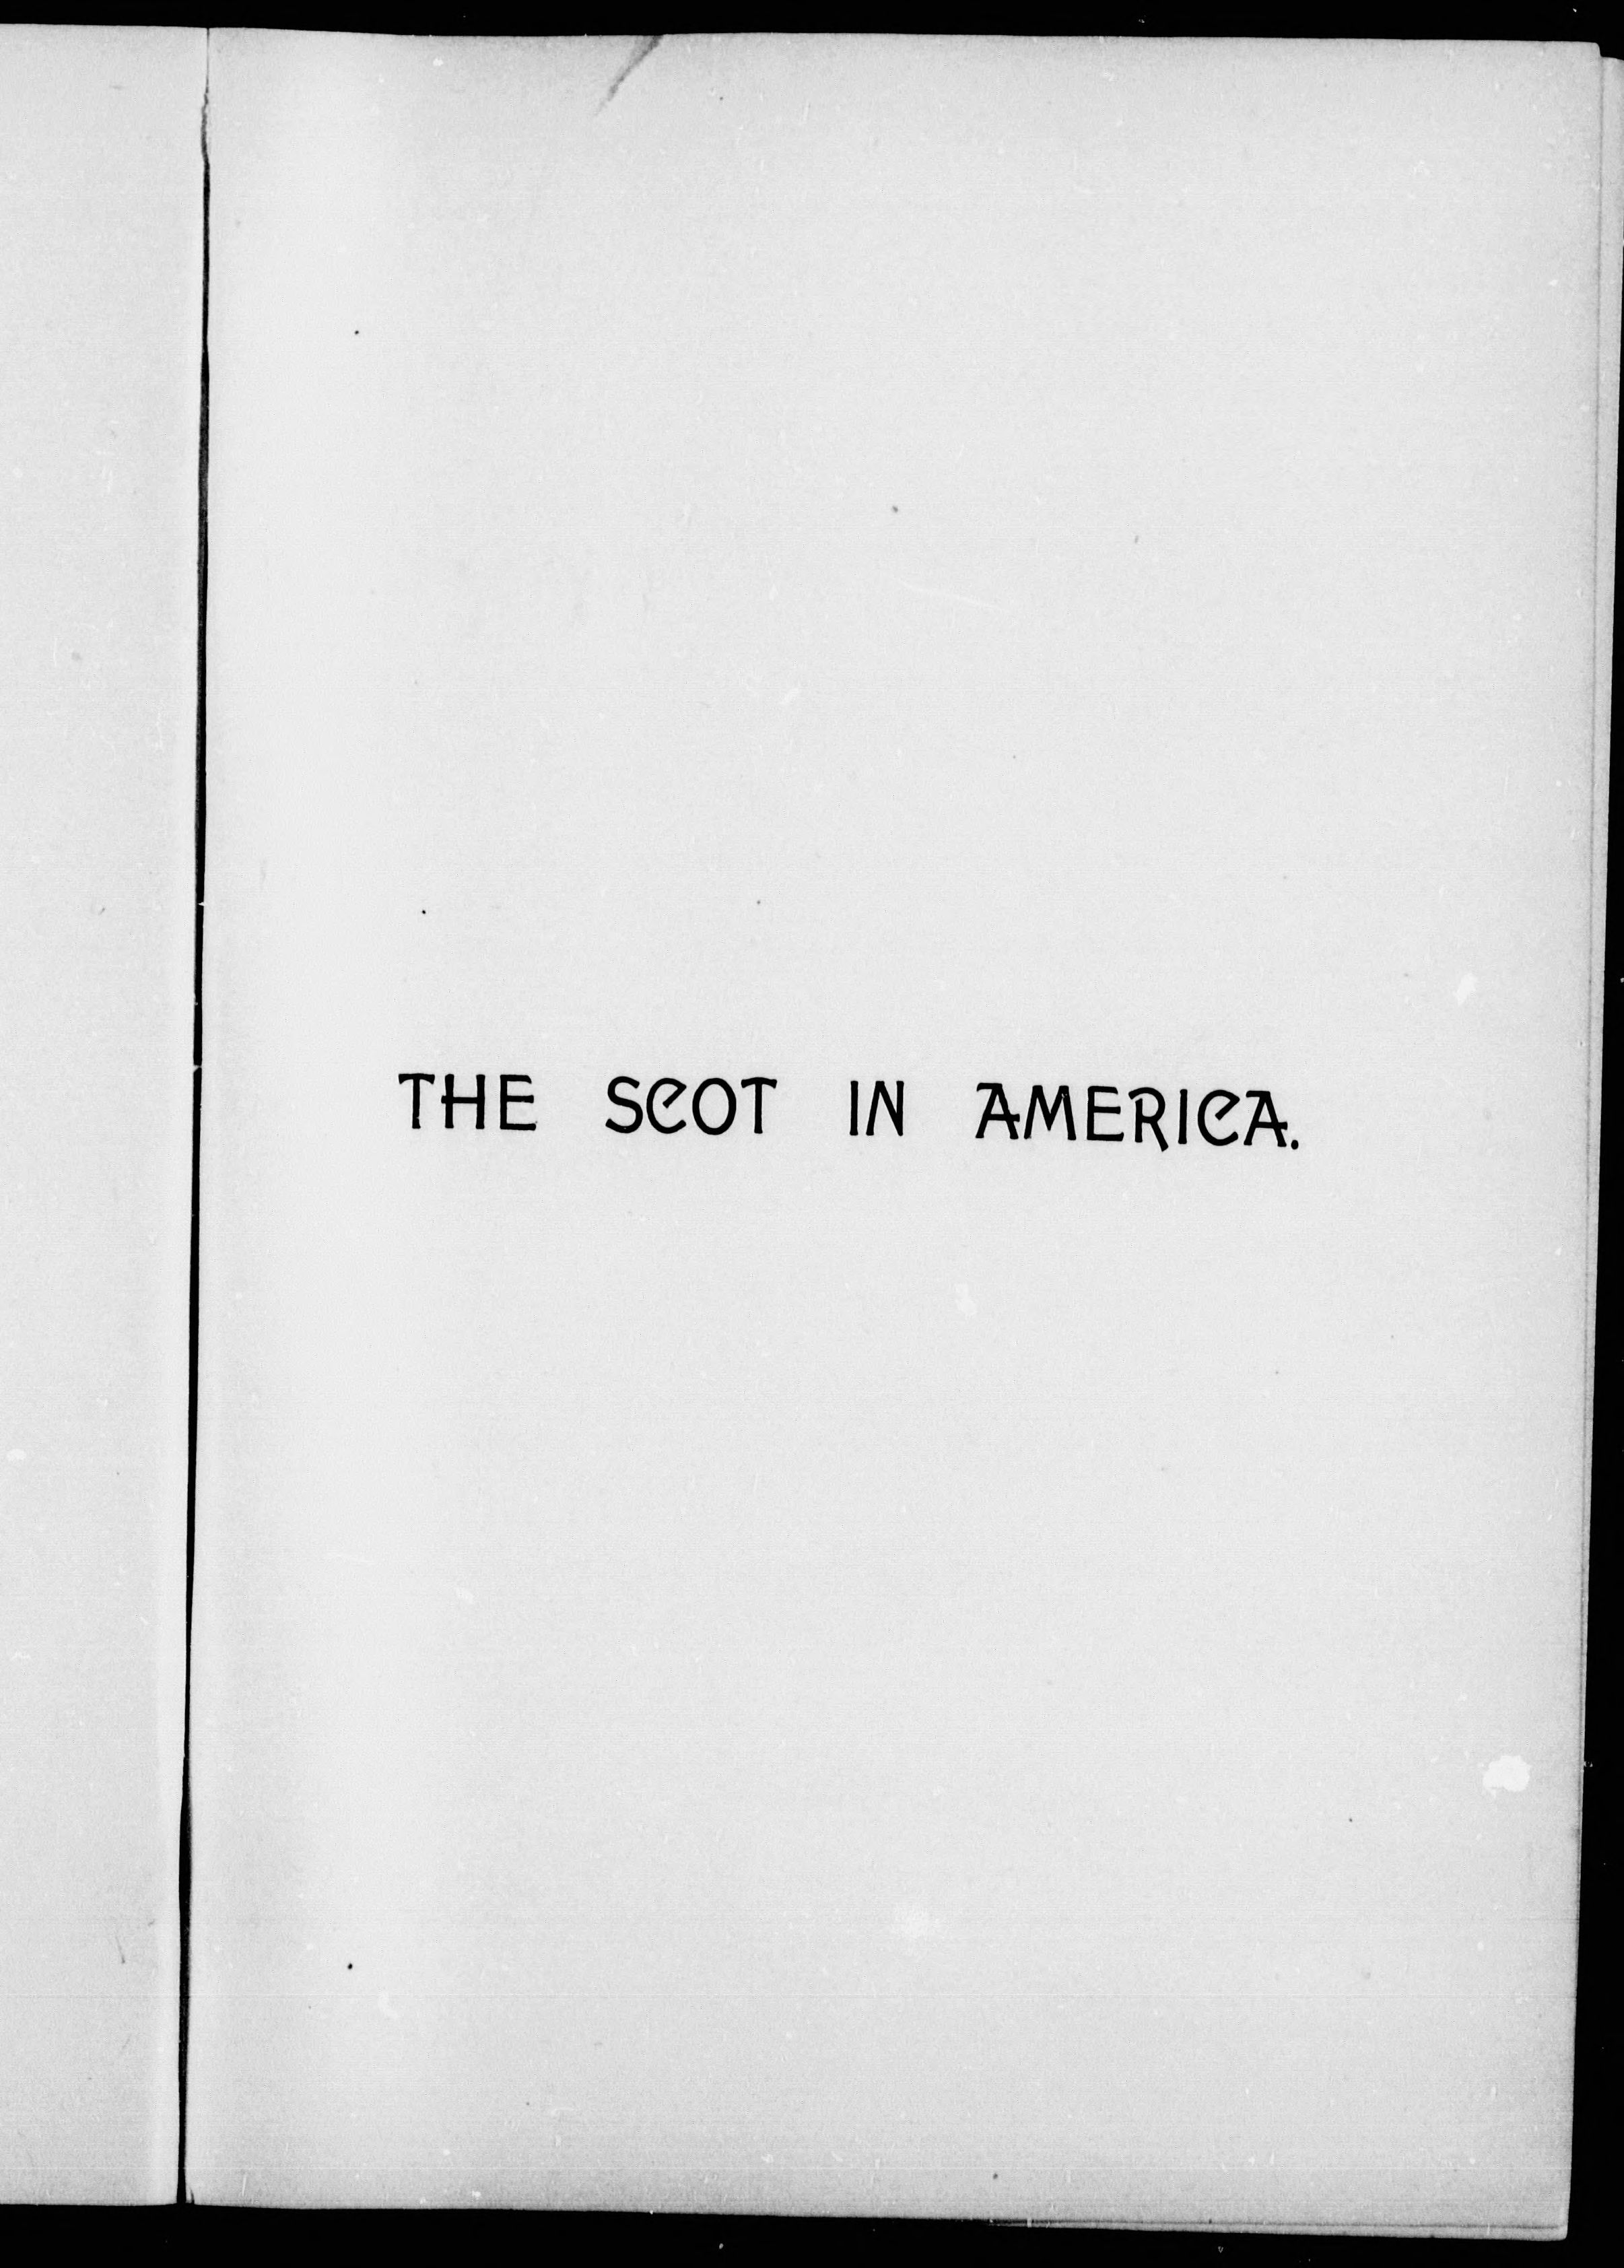 THE SCOT IN AMERICA.